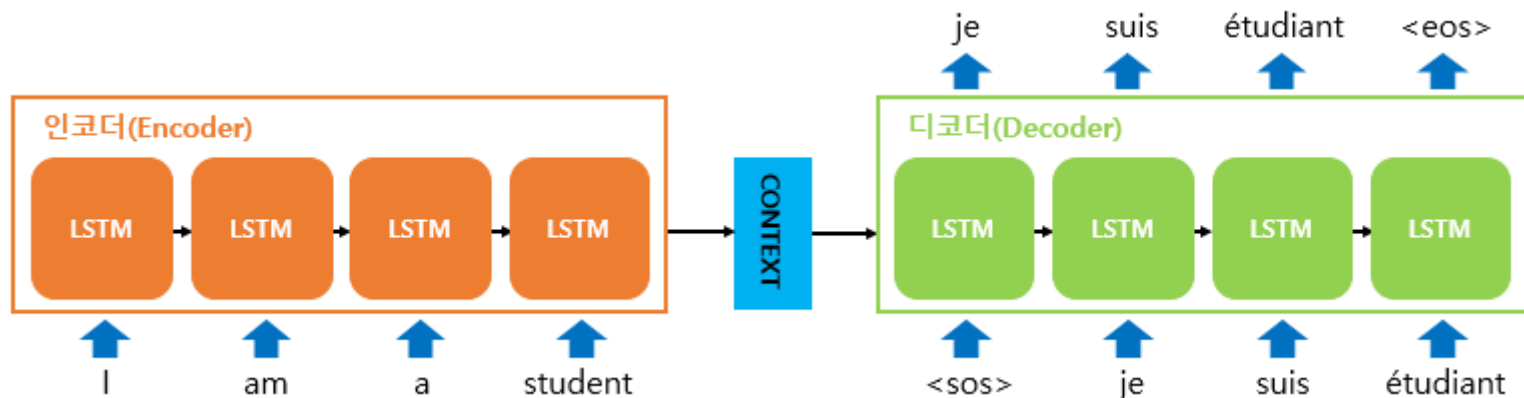 je suis étudiant <eos>
인코더(Encoder) 디코더(Decoder)
LSTM LSTM LSTM LSTM CONTEXT LSTM LSTM LSTM LSTM
I am a student <sos> je suis étudiant